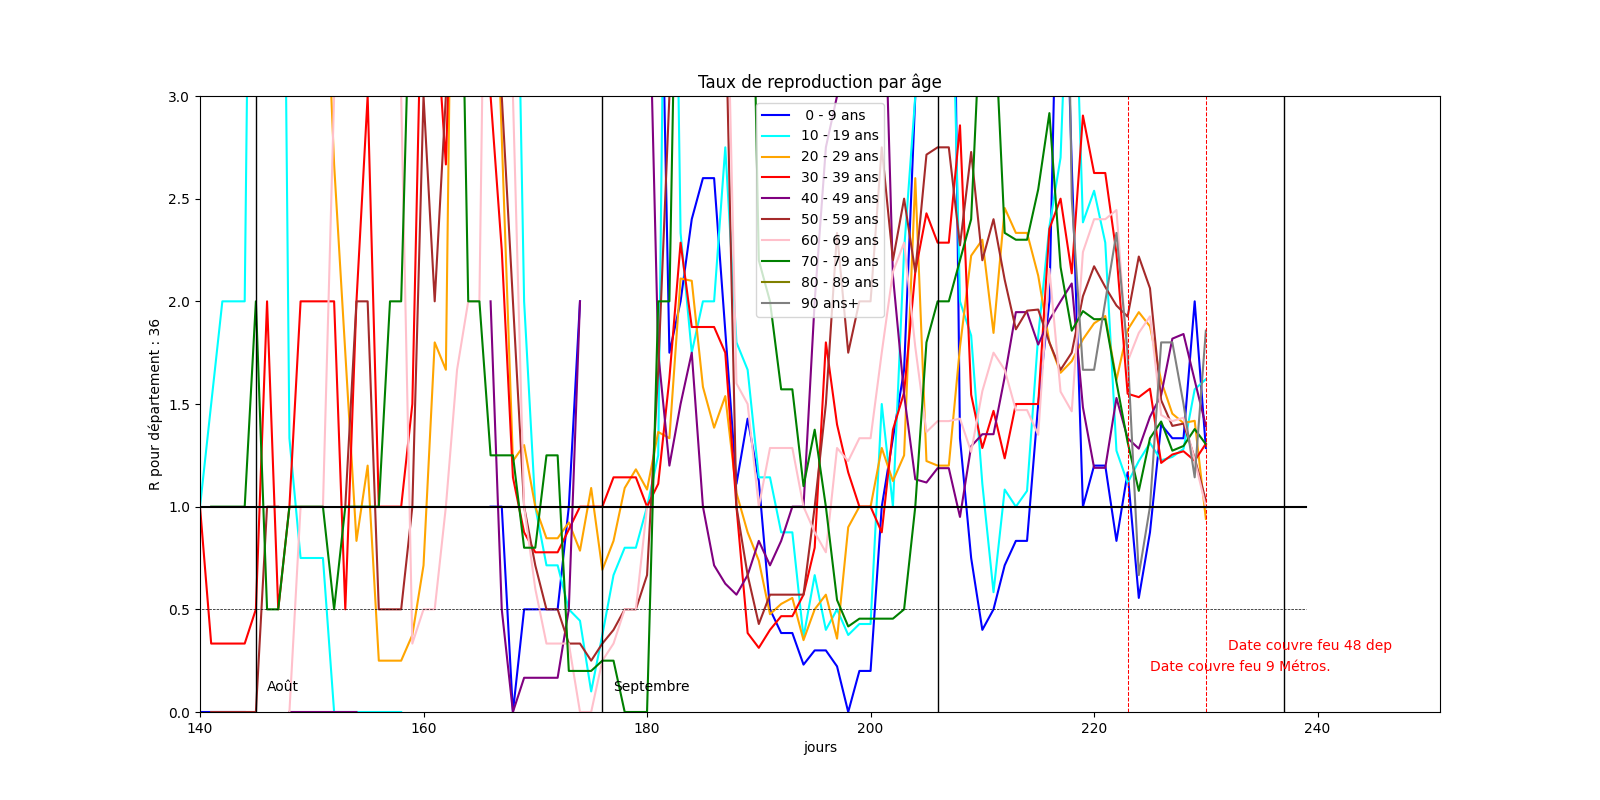 Taux de reproduction par âge
R pour département : 36
3.0
2.5
2.0
1.5
1.0
0.5
0.0
0 - 9 ans
10 - 19 ans
20 - 29 ans
30 - 39 ans
40 - 49 ans
50 - 59 ans
60 - 69 ans
70 - 79 ans
80 - 89 ans
90 ans+
Date couvre feu 48 dep
Date couvre feu 9 Métros.
Août
Septembre
140
160
180
200
220
240
jours